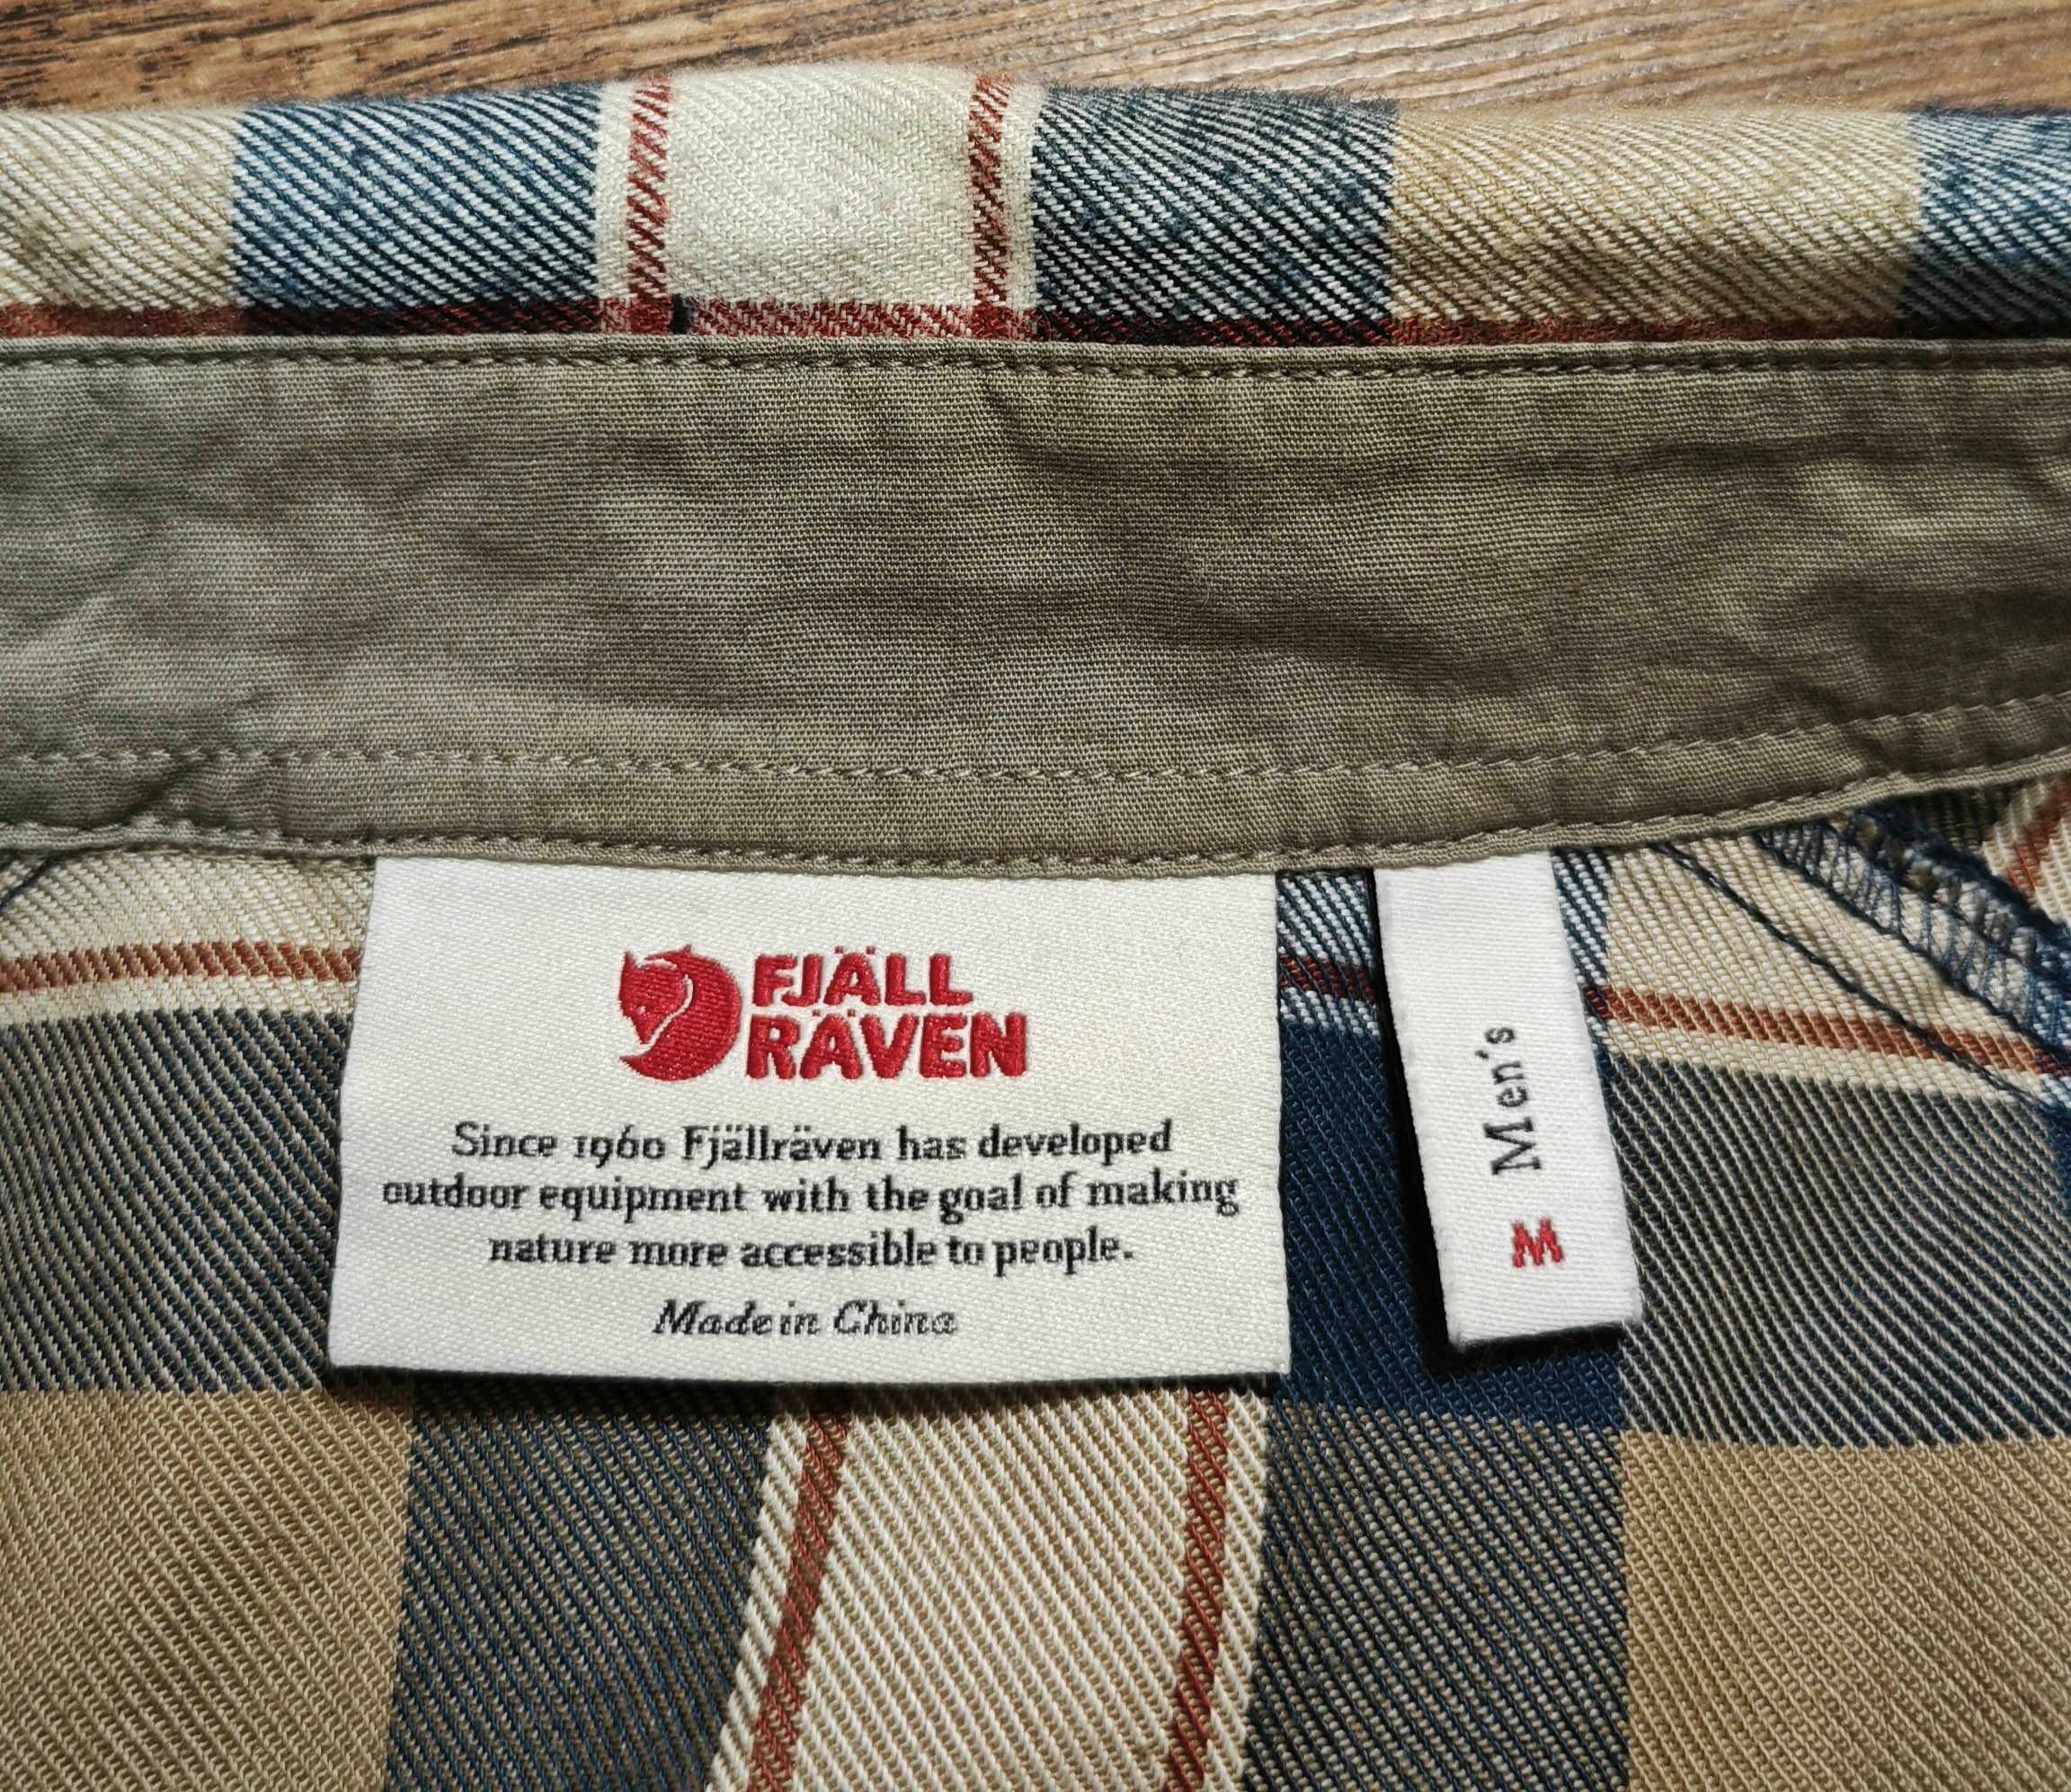 FJÄLL
RÄVEN
Since 1960 Fjällräven has developed
outdoor equipment with the goal of making
nature more accessible to people.
Made in China
Men's
M